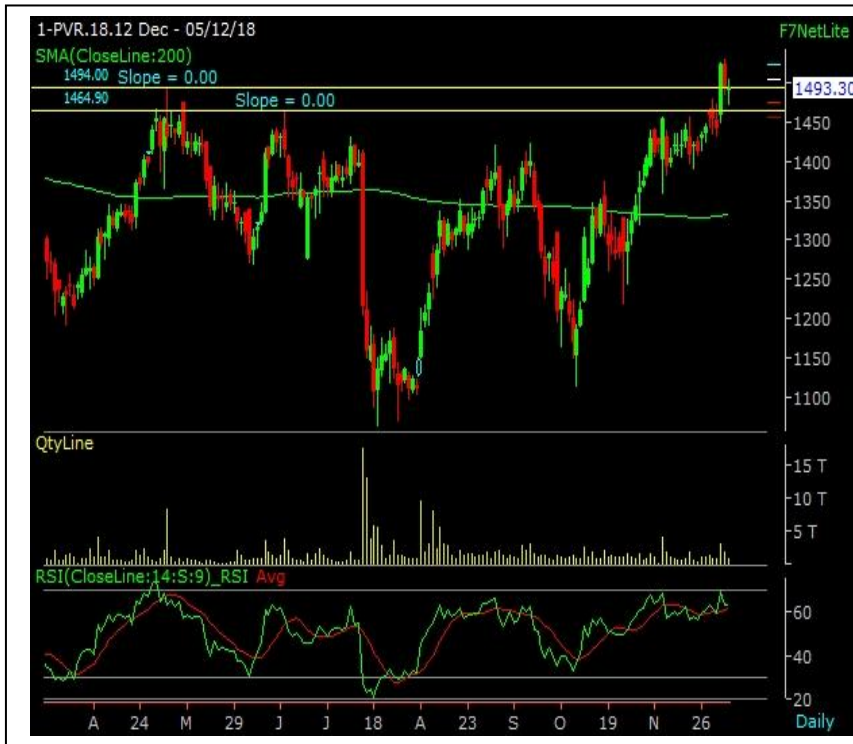 1-PVR.18.12 Dec - 05/12/18 F7NetLite
SMA(CloseLine:200)
1494.00 Slope = 0.00
1493.30
1464.90 Slope = 0.00
1450
1400
1350
1300
1250
1200
1150
1100
QtyLine
15 T
10 T
5 T
RSI(CloseLine:14:S:9)_RSI Avg
60
40
20
A 24 M 29 J J 18 A 23 S O 19 N 26 Daily